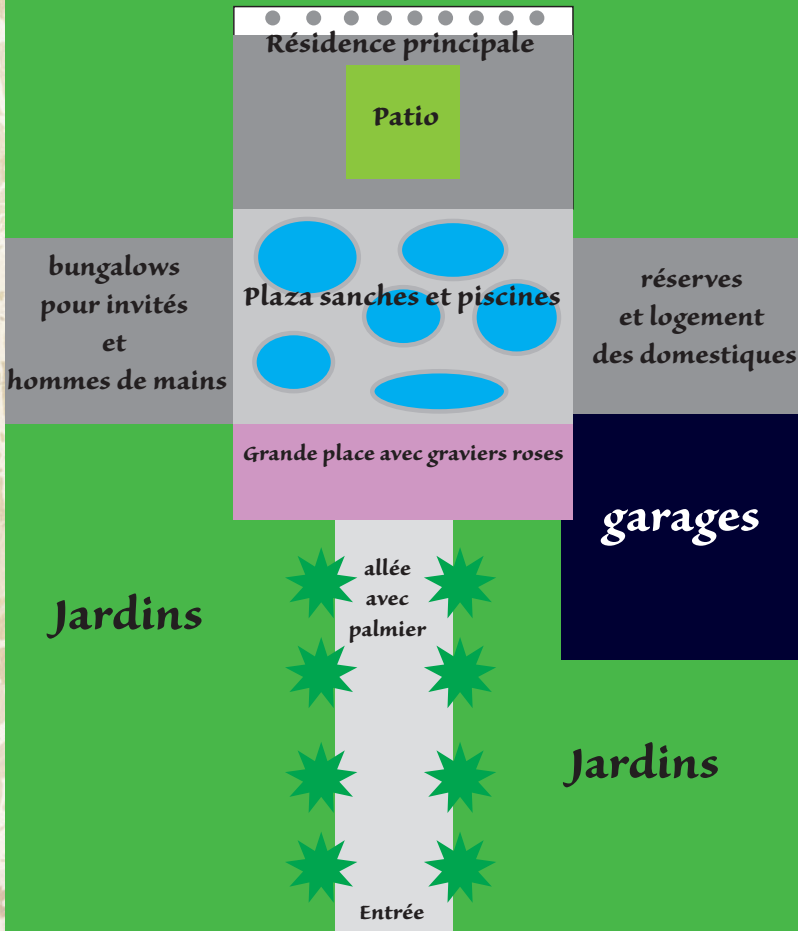 Résidence principale
Patio
bungalows
pour invités
et
hommes de mains
Plaza sanches et piscines
réserves
et logement
des domestiques
Grande place avec graviers roses
garages
allée
avec
palmier
Jardins
Jardins
Entrée